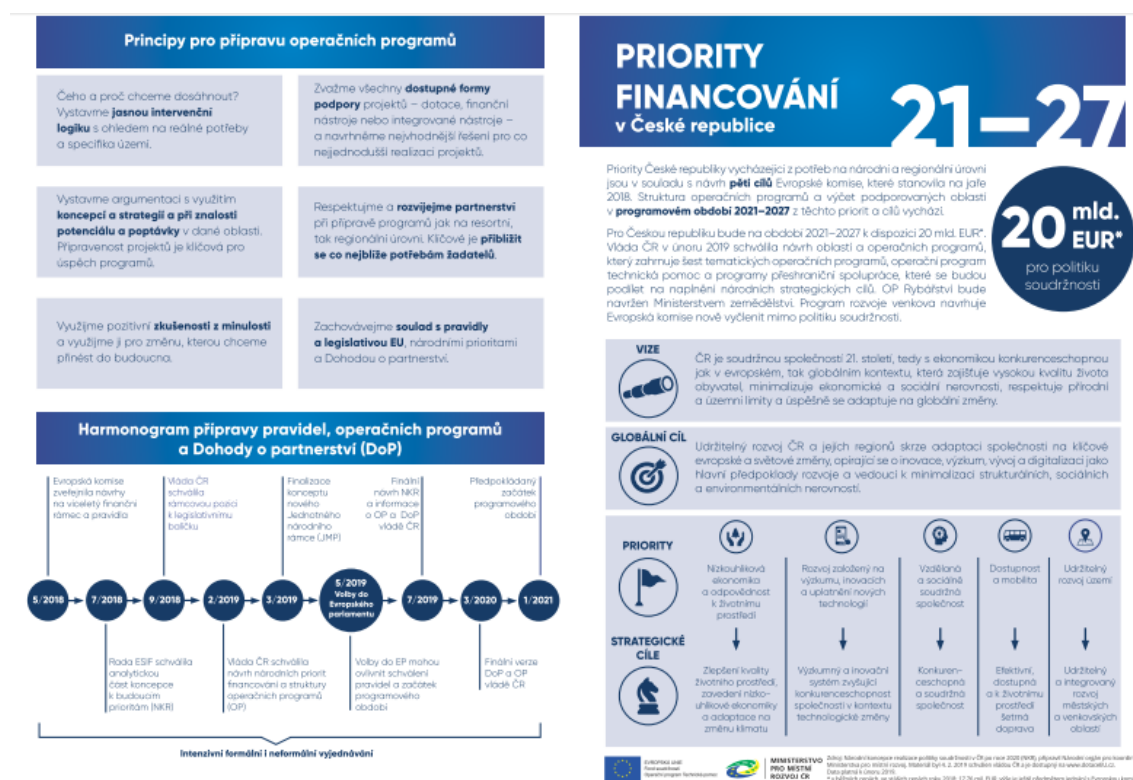 Principy pro přípravu operačních programů
Čeho a proč chceme dosáhnout?
Vystavme jasnou intervenční
logiku s ohledem na reálné potřeby
a specifika území.
Zvažme všechny dostupné formy
podpory projektů – dotace, finanční
nástroje nebo integrované nástroje –
a navrhněme nejvhodnější řešení pro co
nejjednodušší realizaci projektů.
Vystavme argumentaci s využitím
koncepcí a strategií a při znalosti
potenciálu a poptávky v dané oblasti.
Připravenost projektů je klíčová pro
úspěch programů.
Respektujme a rozvíjejme partnerství
při přípravě programů jak na resortní,
tak regionální úrovni. Klíčové je přiblížit
se co nejblíže potřebám žadatelů.
Využijme pozitivní zkušenosti z minulosti
a využijme ji pro změnu, kterou chceme
přinést do budoucna.
Zachovávejme soulad s pravidly
a legislativou EU, národními prioritami
a Dohodou o partnerství.
Harmonogram přípravy pravidel, operačních programů
a Dohody o partnerství (DoP)
Evropská komise
zveřejnila návrhy
na víceletý finanční
rámec a pravidla
Vláda ČR
schválila
rámcovou pozici
k legislativnímu
balíčku
Finalizace
konceptu
nového
Jednotného
národního
rámce (JMP)
Finální
návrh NKR
a informace
o OP a DoP
vládě ČR
Předpokládaný
začátek
programového
období
5/2018
7/2018
9/2018
2/2019
3/2019
5/2019
Volby do
Evropského
parlamentu
7/2019
3/2020
1/2021
Rada ESIF schválila
analytickou
část koncepce
k budoucím
prioritám (NKR)
Vláda ČR schválila
návrh národních priorit
financování a struktury
operačních programů
(OP)
Volby do EP mohou
ovlivnit schválení
pravidel a začátek
programového
období
Finální verze
DoP a OP
vládě ČR
Intenzivní formální i neformální vyjednávání
PRIORITY
FINANCOVÁNÍ
v České republice
21–27
Priority České republiky vycházející z potřeb na národní a regionální úrovni
jsou v souladu s návrh pěti cílů Evropské komise, které stanovila na jaře
2018. Struktura operačních programů a výčet podporovaných oblastí
v programovém období 2021–2027 z těchto priorit a cílů vychází.
Pro Českou republiku bude na období 2021–2027 k dispozici 20 mld. EUR*.
Vláda ČR v únoru 2019 schválila návrh oblastí a operačních programů,
který zahrnuje šest tematických operačních programů, operační program
technická pomoc a programy přeshraniční spolupráce, které se budou
podílet na naplnění národních strategických cílů. OP Rybářství bude
navržen Ministerstvem zemědělství. Program rozvoje venkova navrhuje
Evropská komise nově vyčlenit mimo politiku soudržnosti.
20 mld.
EUR*
pro politiku
soudržnosti
VIZE
ČR je soudržnou společností 21. století, tedy s ekonomikou konkurenceschopnou
jak v evropském, tak globálním kontextu, která zajišťuje vysokou kvalitu života
obyvatel, minimalizuje ekonomické a sociální nerovnosti, respektuje přírodní
a územní limity a úspěšně se adaptuje na globální změny.
GLOBÁLNÍ CÍL
Udržitelný rozvoj ČR a jejích regionů skrze adaptaci společnosti na klíčové
evropské a světové změny, opírající se o inovace, výzkum, vývoj a digitalizaci jako
hlavní předpoklady rozvoje a vedoucí k minimalizaci strukturálních, sociálních
a environmentálních nerovností.
PRIORITY
Nízkouhlíková
ekonomika
a odpovědnost
k životnímu
prostředí
Rozvoj založený na
výzkumu, inovacích
a uplatnění nových
technologií
Vzdělaná
a sociálně
soudržná
společnost
Dostupnost
a mobilita
Udržitelný
rozvoj území
STRATEGICKÉ
CÍLE
Zlepšení kvality
životního prostředí,
zavedení nízko-
uhlíkové ekonomiky
a adaptace na
změnu klimatu
Výzkumný a inovační
systém zvyšující
konkurenceschopnost
společnosti v kontextu
technologické změny
Konkuren-
ceschopná
a soudržná
společnost
Efektivní,
dostupná
a k životnímu
prostředí
šetrná
doprava
Udržitelný
a integrovaný
rozvoj
městských
a venkovských
oblastí
EVROPSKÁ UNIE
MINISTERSTVO
PRO MÍSTNÍ
ROZVOJ ČR